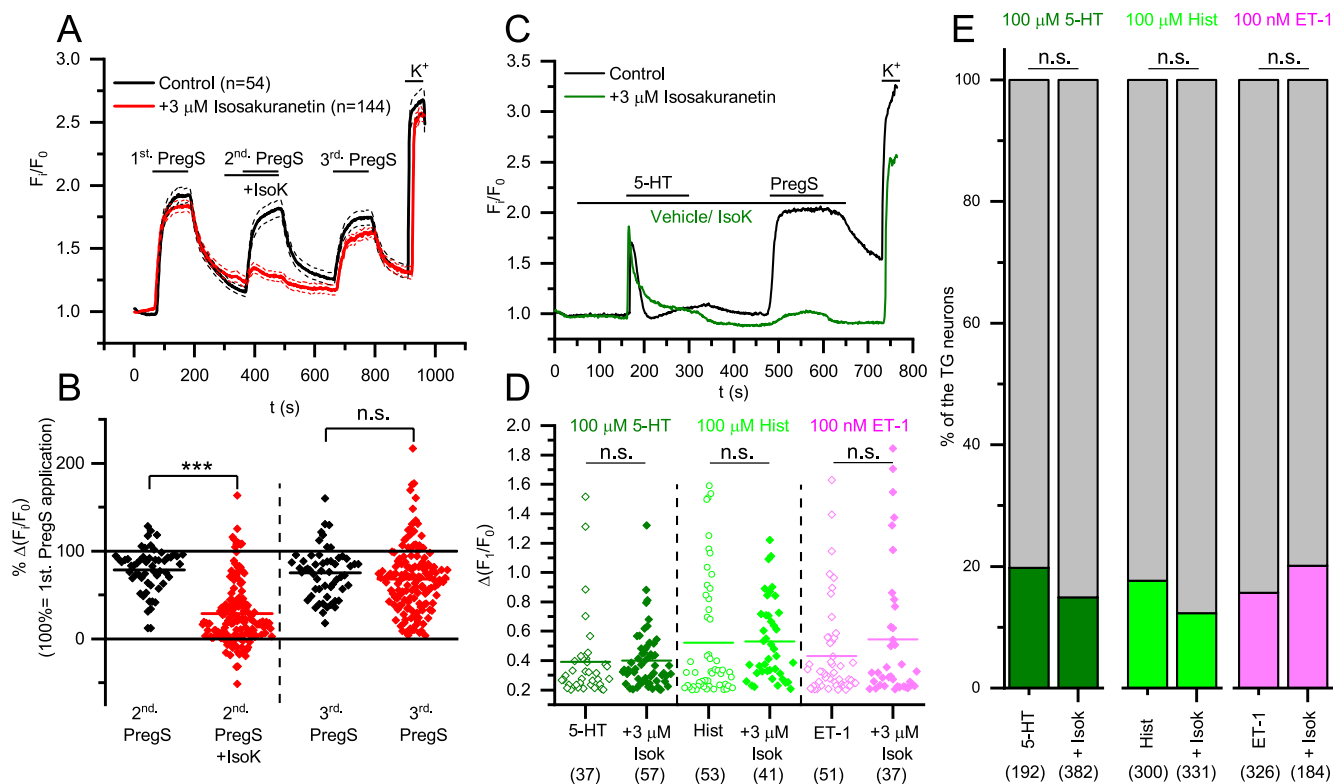 A
3.0
2.5
2.0
1.5
1.0
Fᵢ/F₀
Control (n=54)
+3 μM Isosakuranetin (n=144)
K⁺
1ˢᵗ· PregS
2ⁿᵈ· PregS
3ʳᵈ· PregS
+IsoK
0 200 400 600 800 1000
t (s)
B
% Δ(Fᵢ/F₀)
(100%= 1st. PregS application)
200
100
0
***
n.s.
2ⁿᵈ·
PregS
2ⁿᵈ·
PregS
+IsoK
3ʳᵈ·
PregS
3ʳᵈ·
PregS
C
4.0
3.5
3.0
2.5
2.0
1.5
1.0
Fᵢ/F₀
Control
+3 μM Isosakuranetin
K⁺
5-HT
PregS
Vehicle/ IsoK
0 100 200 300 400 500 600 700 800
t (s)
D
100 μM 5-HT
100 μM Hist
100 nM ET-1
n.s. n.s. n.s.
Δ(F₁/F₀)
2.0
1.8
1.6
1.4
1.2
1.0
0.8
0.6
0.4
0.2
5-HT
+3 μM
Isok
Hist
+3 μM
Isok
ET-1
+3 μM
Isok
(37) (57) (53) (41) (51) (37)
E
100 μM 5-HT
100 μM Hist
100 nM ET-1
n.s. n.s. n.s.
% of the TG neurons
100
80
60
40
20
0
5-HT
+ Isok
Hist
+ Isok
ET-1
+ Isok
(192) (382) (300) (331) (326) (184)